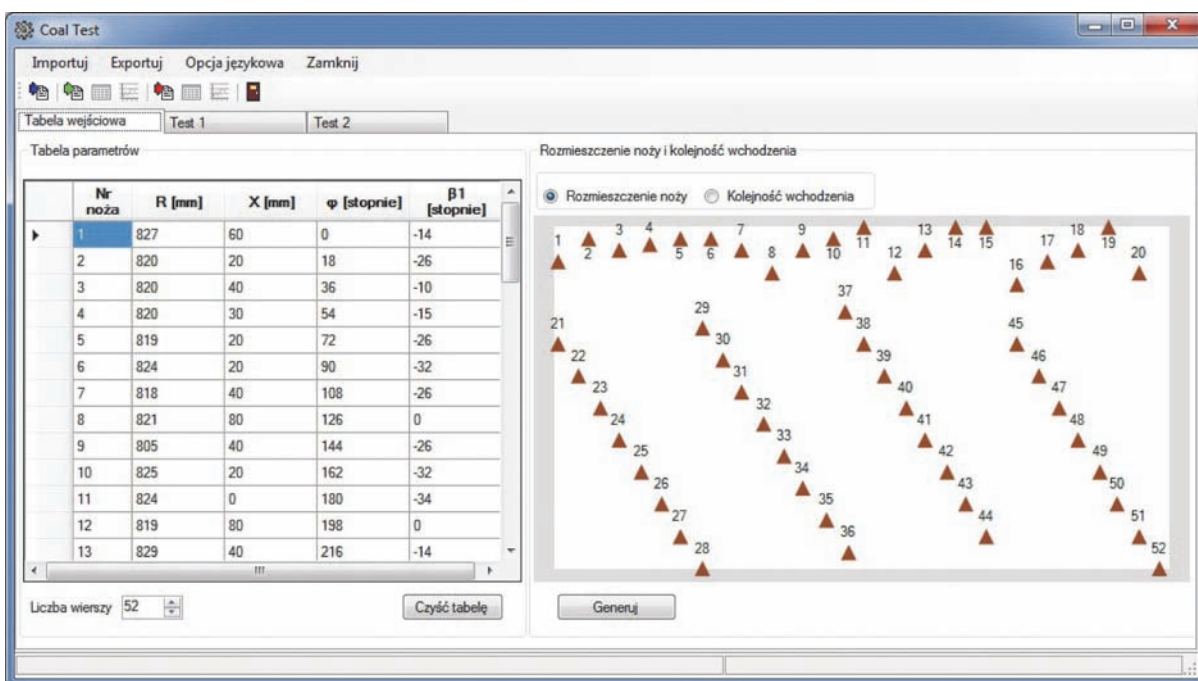 Coal Test
Importuj Exportuj Opcja językowa Zamknij
Tabela wejściowa Test 1 Test 2
Tabela parametrów
Nr noża R [mm] X [mm] φ [stopnie] β1 [stopnie]
1 827 60 0 -14
2 820 20 18 -26
3 820 40 36 -10
4 820 30 54 -15
5 819 20 72 -26
6 824 20 90 -32
7 818 40 108 -26
8 821 80 126 0
9 805 40 144 -26
10 825 20 162 -32
11 824 0 180 -34
12 819 80 198 0
13 829 40 216 -14
Liczba wierszy 52 Czyść tabelę
Rozmieszczenie noży i kolejność wchodzenia
Rozmieszczenie noży Kolejność wchodzenia
1 2 3 4 5 6 7 8 9 10 11 12 13 14 15 16 17 18 19 20
21 22 23 24 25 26 27 28
29 30 31 32 33 34 35 36
37 38 39 40 41 42 43 44
45 46 47 48 49 50 51 52
Generuj